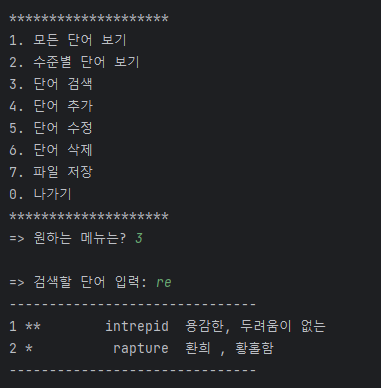 ********************
1. 모든 단어 보기
2. 수준별 단어 보기
3. 단어 검색
4. 단어 추가
5. 단어 수정
6. 단어 삭제
7. 파일 저장
0. 나가기
********************
=> 원하는 메뉴는? 3
=> 검색할 단어 입력: re
-------------------------------
1 **        intrepid  용감한, 두려움이 없는
2 *          rapture  환희 , 황홀함
-------------------------------